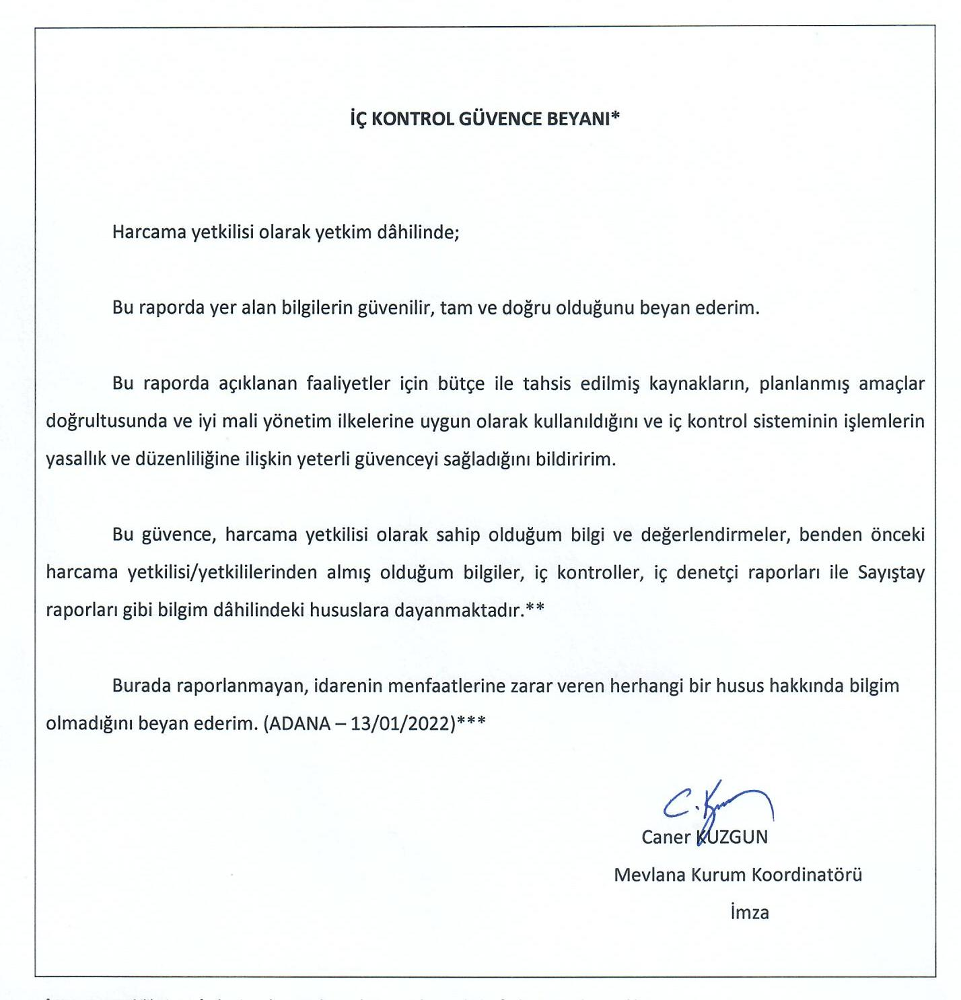 İÇ KONTROL GÜVENCE BEYANI*
Harcama yetkilisi olarak yetkim dâhilinde;
Bu raporda yer alan bilgilerin güvenilir, tam ve doğru olduğunu beyan ederim.
Bu raporda açıklanan faaliyetler için bütçe ile tahsis edilmiş kaynakların, planlanmış amaçlar
doğrultusunda ve iyi mali yönetim ilkelerine uygun olarak kullanıldığını ve iç kontrol sisteminin işlemlerin
yasallık ve düzenliliğine ilişkin yeterli güvenceyi sağladığını bildiririm.
Bu güvence, harcama yetkilisi olarak sahip olduğum bilgi ve değerlendirmeler, benden önceki
harcama yetkilisi/yetkililerinden almış olduğum bilgiler, iç kontroller, iç denetçi raporları ile Sayıştay
raporları gibi bilgim dâhilindeki hususlara dayanmaktadır.**
Burada raporlanmayan, idarenin menfaatlerine zarar veren herhangi bir husus hakkında bilgim
olmadığını beyan ederim. (ADANA – 13/01/2022)***
Caner KUZGUN
Mevlana Kurum Koordinatörü
İmza